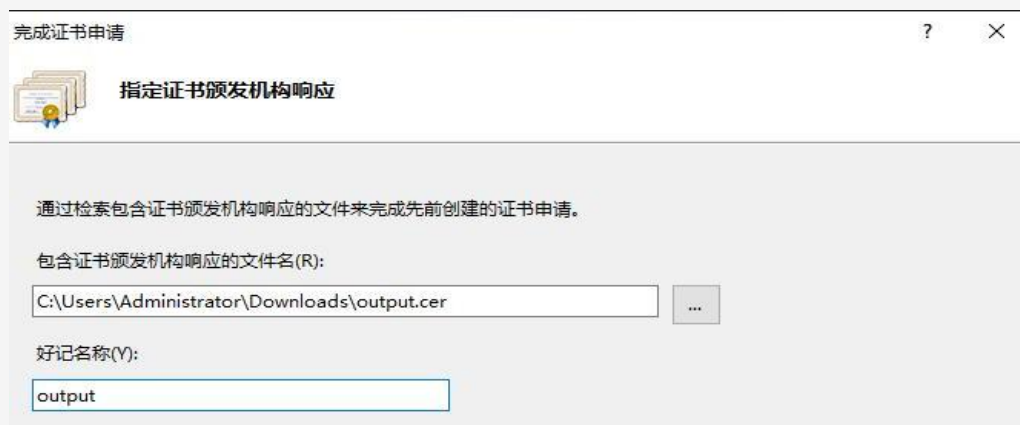 完成证书申请
?
指定证书颁发机构响应
通过检索包含证书颁发机构响应的文件来完成先前创建的证书申请。
包含证书颁发机构响应的文件名(R):
C:\Users\Administrator\Downloads\output.cer
...
好记名称(Y):
output